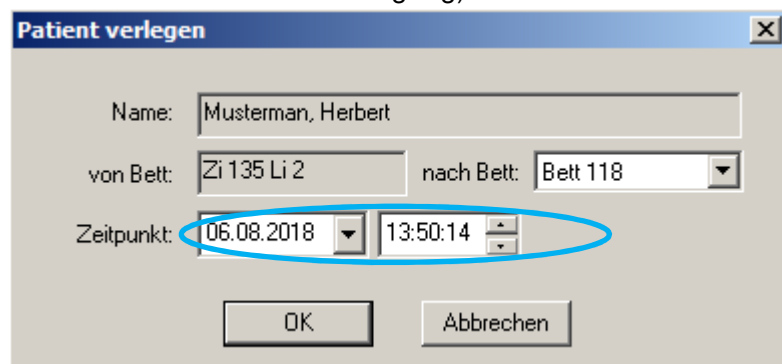 Patient verlegen
Name: Musterman, Herbert
von Bett: Zi 135 Li 2 nach Bett: Bett 118
Zeitpunkt: 06.08.2018 13:50:14
OK Abbrechen